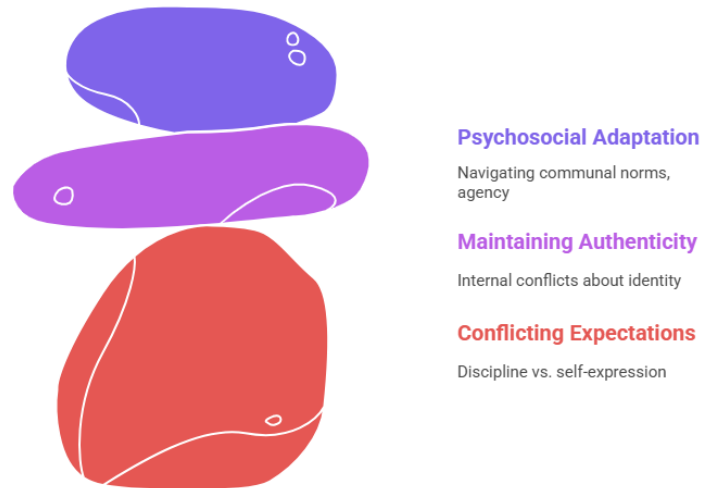 Psychosocial Adaptation
Navigating communal norms,
agency
Maintaining Authenticity
Internal conflicts about identity
Conflicting Expectations
Discipline vs. self-expression